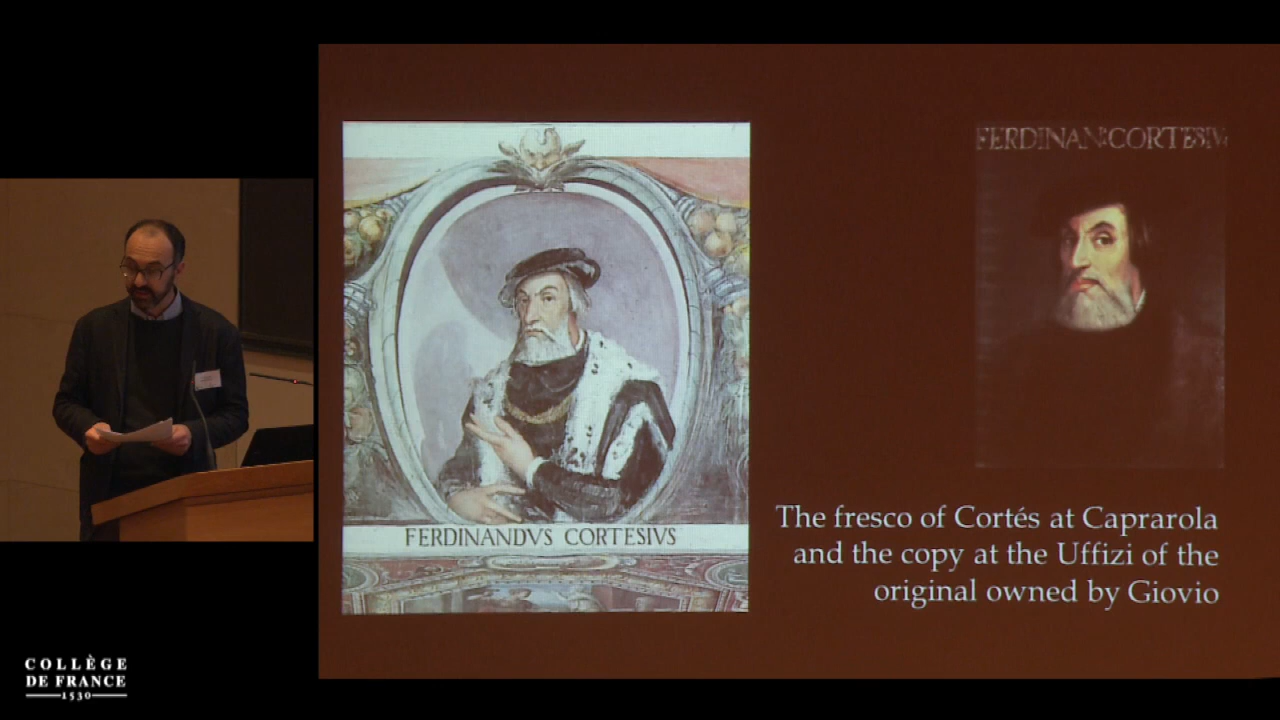 FERDINANDVS CORTESIVS
FERDINAN: CORTESIV
The fresco of Cortés at Caprarola
and the copy at the Uffizi of the
original owned by Giovio
COLLÈGE
DE FRANCE
1530